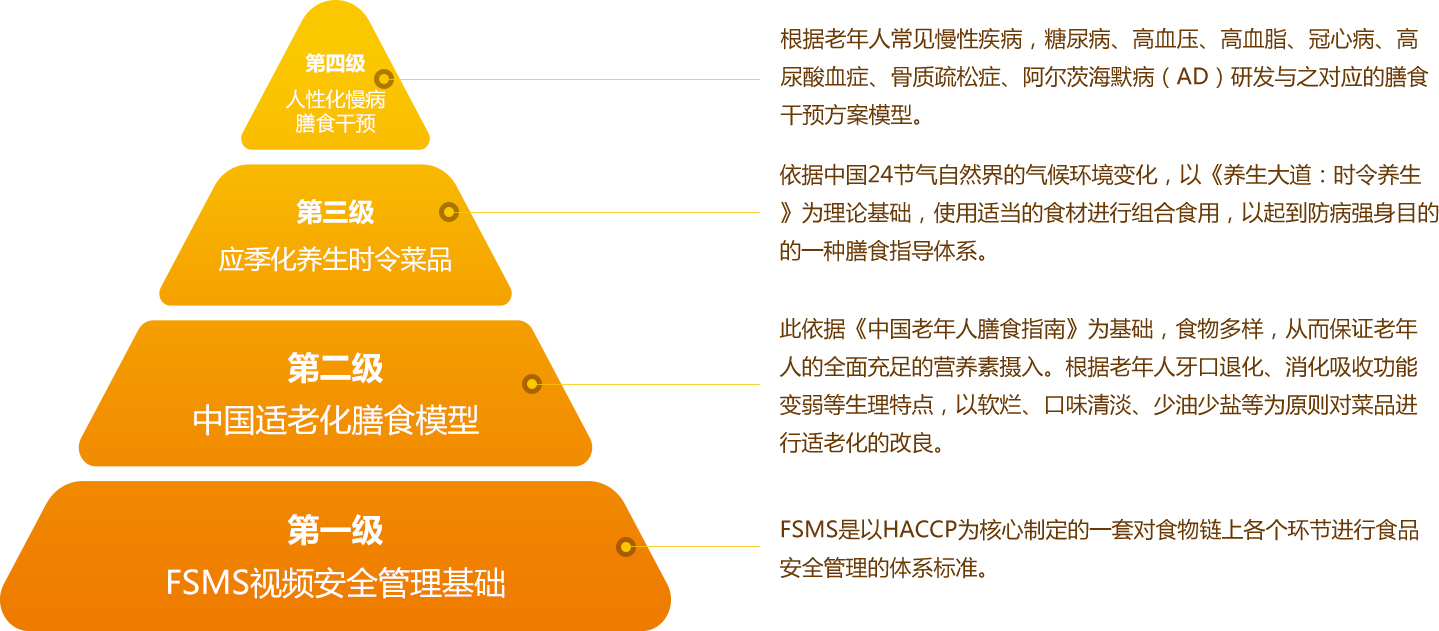 第四级
人性化慢病
膳食干预
根据老年人常见慢性疾病，糖尿病、高血压、高血脂、冠心病、高
尿酸血症、骨质疏松症、阿尔茨海默病（AD）研发与之对应的膳食
干预方案模型。
第三级
应季化养生时令菜品
依据中国24节气自然界的气候环境变化，以《养生大道：时令养生
》为理论基础，使用适当的食材进行组合食用，以起到防病强身目的
的一种膳食指导体系。
第二级
中国适老化膳食模型
此依据《中国老年人膳食指南》为基础，食物多样，从而保证老年
人的全面充足的营养素摄入。根据老年人牙口退化、消化吸收功能
变弱等生理特点，以软烂、口味清淡、少油少盐等为原则对菜品进
行适老化的改良。
第一级
FSMS视频安全管理基础
FSMS是以HACCP为核心制定的一套对食物链上各个环节进行食品
安全管理的体系标准。